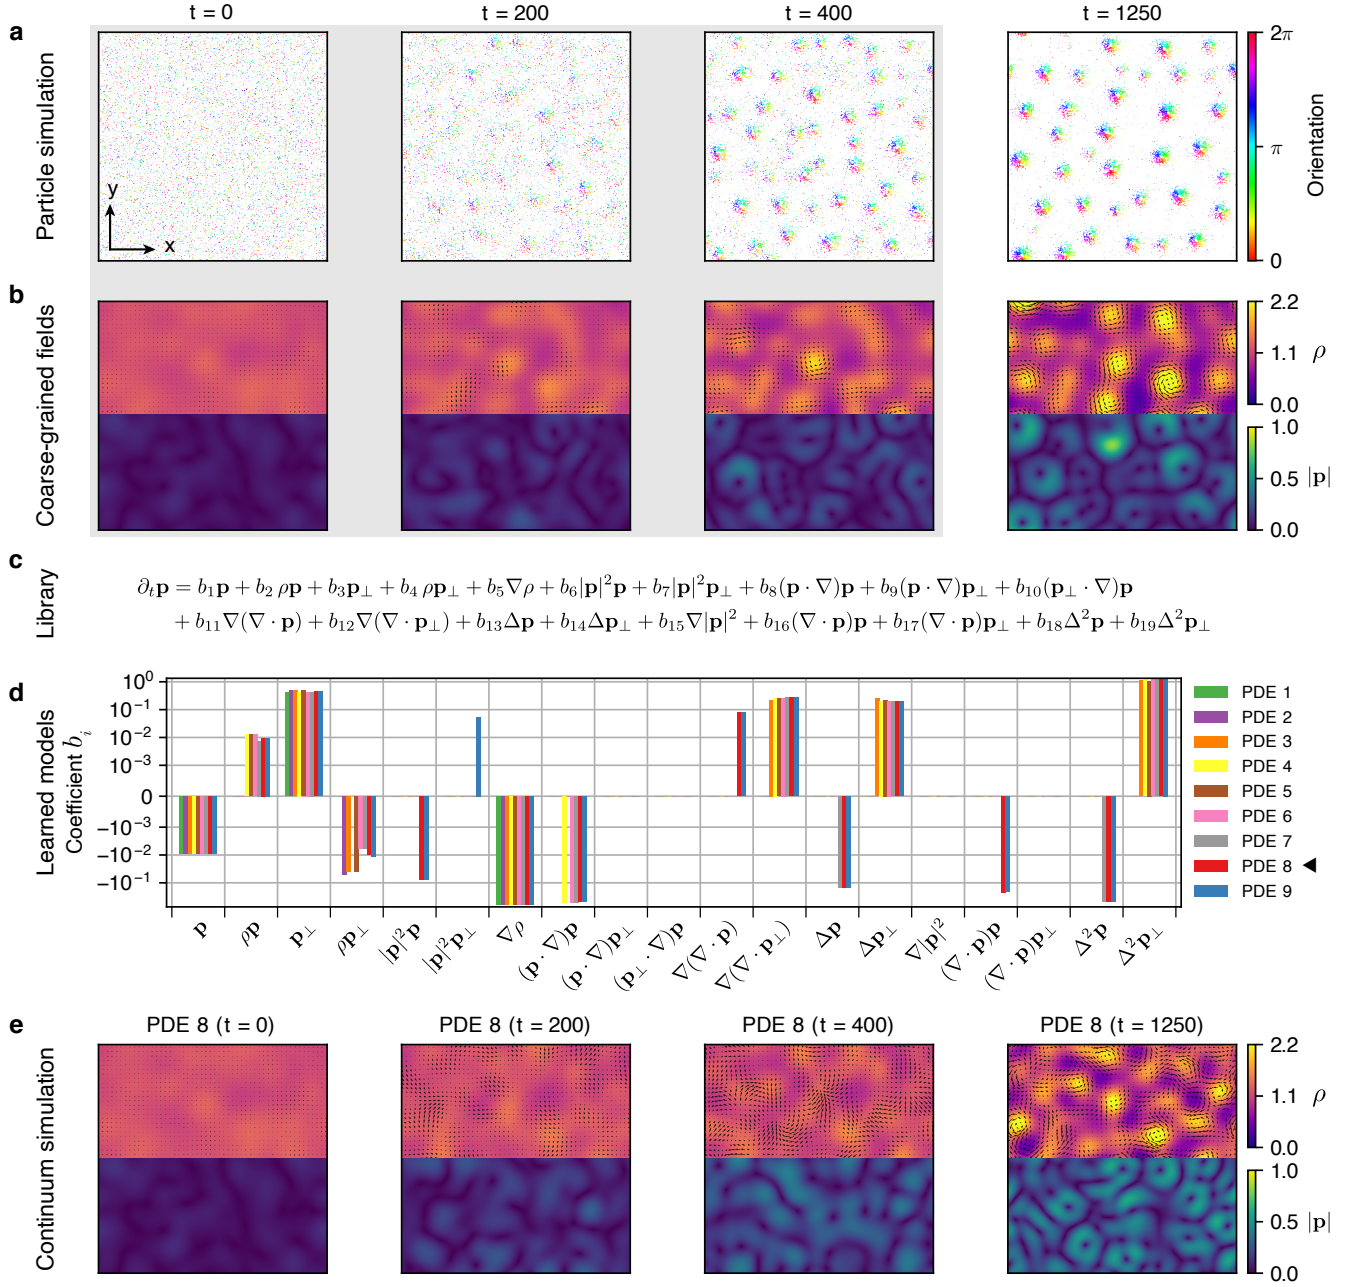 t = 0 t = 200 t = 400 t = 1250
a
Particle simulation
y
x
2π
π
0
Orientation
b
Coarse-grained fields
2.2
1.1
0.0
ρ
1.0
0.5
0.0
|p|
c
Library
∂ₜp = b₁p + b₂ ρp + b₃p⊥ + b₄ ρp⊥ + b₅∇ρ + b₆|p|²p + b₇|p|²p⊥ + b₈(p · ∇)p + b₉(p · ∇)p⊥ + b₁₀(p⊥ · ∇)p
+ b₁₁∇(∇ · p) + b₁₂∇(∇ · p⊥) + b₁₃Δp + b₁₄Δp⊥ + b₁₅∇|p|² + b₁₆(∇ · p)p + b₁₇(∇ · p)p⊥ + b₁₈Δ²p + b₁₉Δ²p⊥
d
Learned models
Coefficient bᵢ
10⁰
10⁻¹
10⁻²
10⁻³
0
−10⁻³
−10⁻²
−10⁻¹
PDE 1
PDE 2
PDE 3
PDE 4
PDE 5
PDE 6
PDE 7
PDE 8 ◀
PDE 9
p
ρp
p⊥
ρp⊥
|p|²p
|p|²p⊥
∇ρ
(p · ∇)p
(p · ∇)p⊥
(p⊥ · ∇)p
∇(∇ · p)
∇(∇ · p⊥)
Δp
Δp⊥
∇|p|²
(∇ · p)p
(∇ · p)p⊥
Δ²p
Δ²p⊥
e
PDE 8 (t = 0) PDE 8 (t = 200) PDE 8 (t = 400) PDE 8 (t = 1250)
Continuum simulation
2.2
1.1
0.0
ρ
1.0
0.5
0.0
|p|